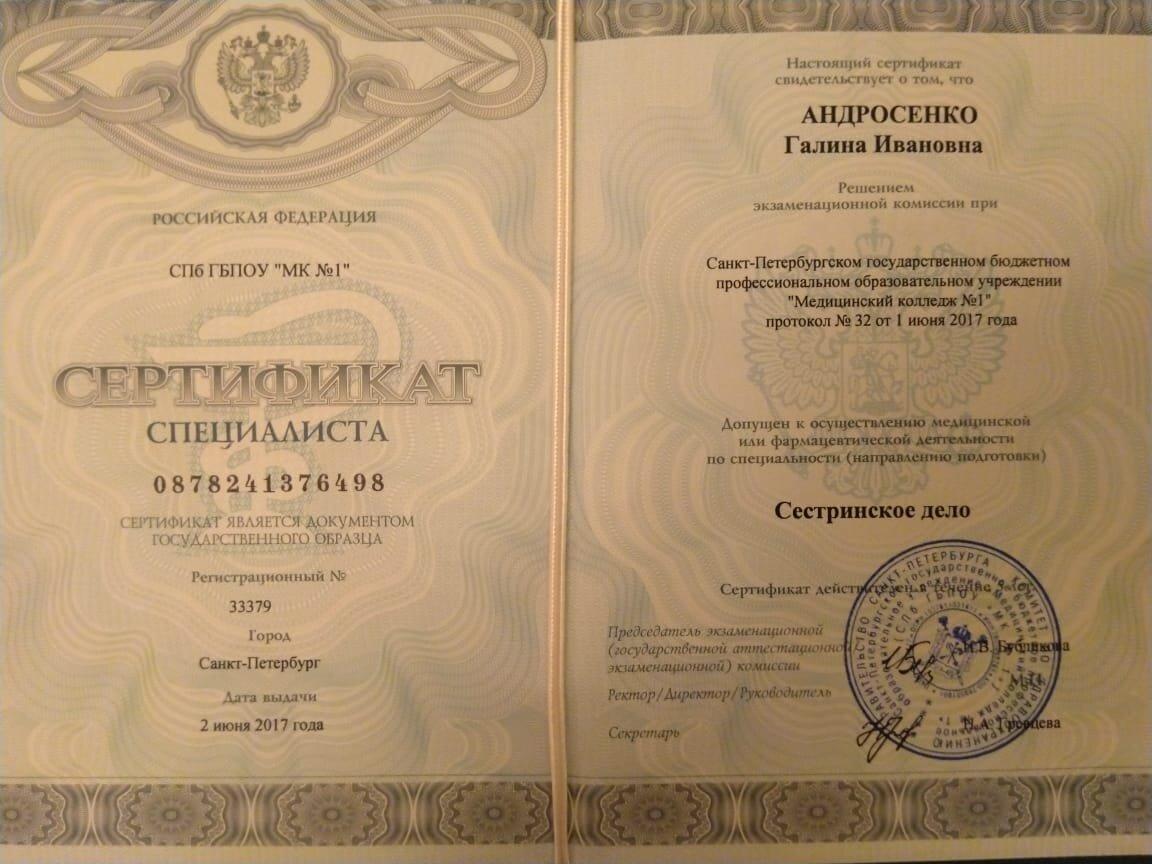 РОССИЙСКАЯ ФЕДЕРАЦИЯ
СПб ГБПОУ "МК №1"
СЕРТИФИКАТ
СПЕЦИАЛИСТА
0878241376498
СЕРТИФИКАТ ЯВЛЯЕТСЯ ДОКУМЕНТОМ
ГОСУДАРСТВЕННОГО ОБРАЗЦА
Регистрационный №
33379
Город
Санкт-Петербург
Дата выдачи
2 июня 2017 года
Настоящий сертификат
свидетельствует о том, что
АНДРОСЕНКО
Галина Ивановна
Решением
экзаменационной комиссии при
Санкт-Петербургском государственном бюджетном
профессиональном образовательном учреждении
"Медицинский колледж №1"
протокол № 32 от 1 июня 2017 года
Допущен к осуществлению медицинской
или фармацевтической деятельности
по специальности (направлению подготовки)
Сестринское дело
Сертификат действителен в течение
Председатель экзаменационной
(государственной аттестационной
экзаменационной) комиссии
И.В. Бубликова
Ректор/Директор/Руководитель
М.П.
Секретарь